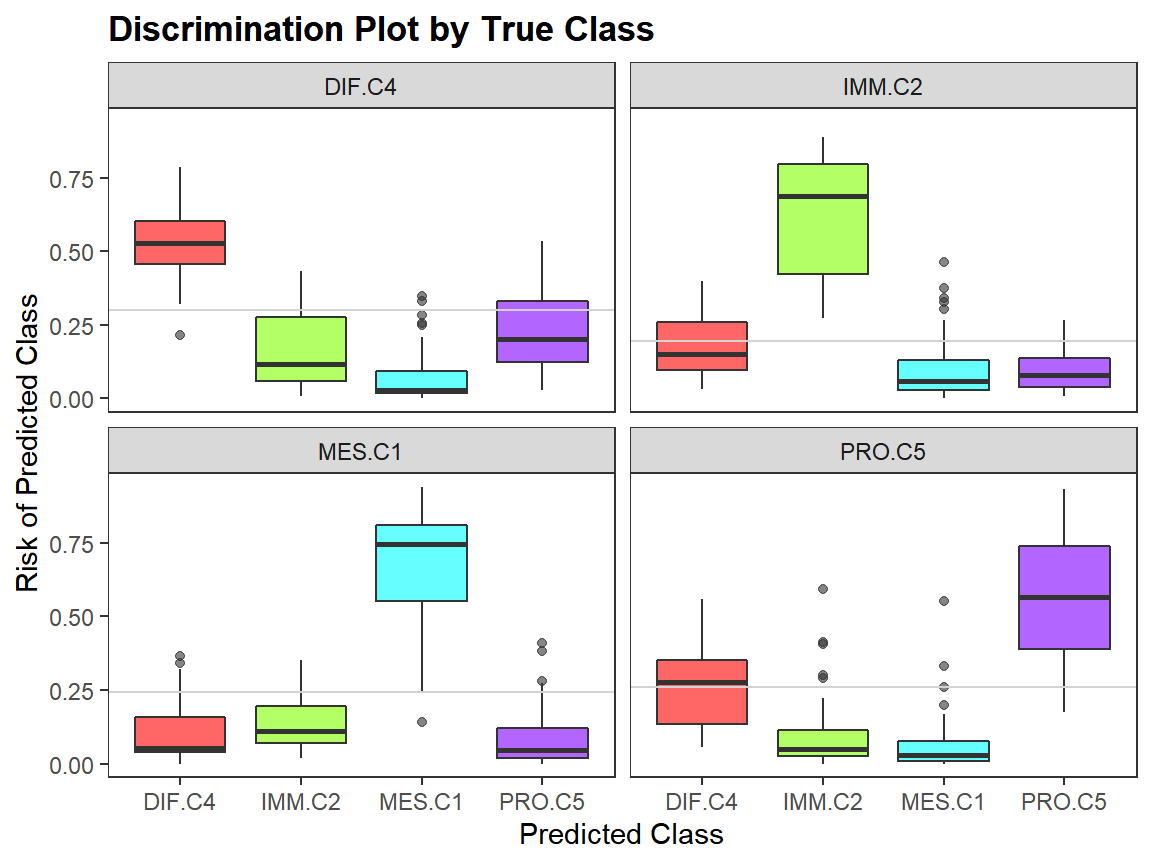 Discrimination Plot by True Class
DIF.C4
IMM.C2
0.75
0.50
0.25
0.00
MES.C1
PRO.C5
0.75
0.50
0.25
0.00
Risk of Predicted Class
DIF.C4 IMM.C2 MES.C1 PRO.C5
DIF.C4 IMM.C2 MES.C1 PRO.C5
Predicted Class